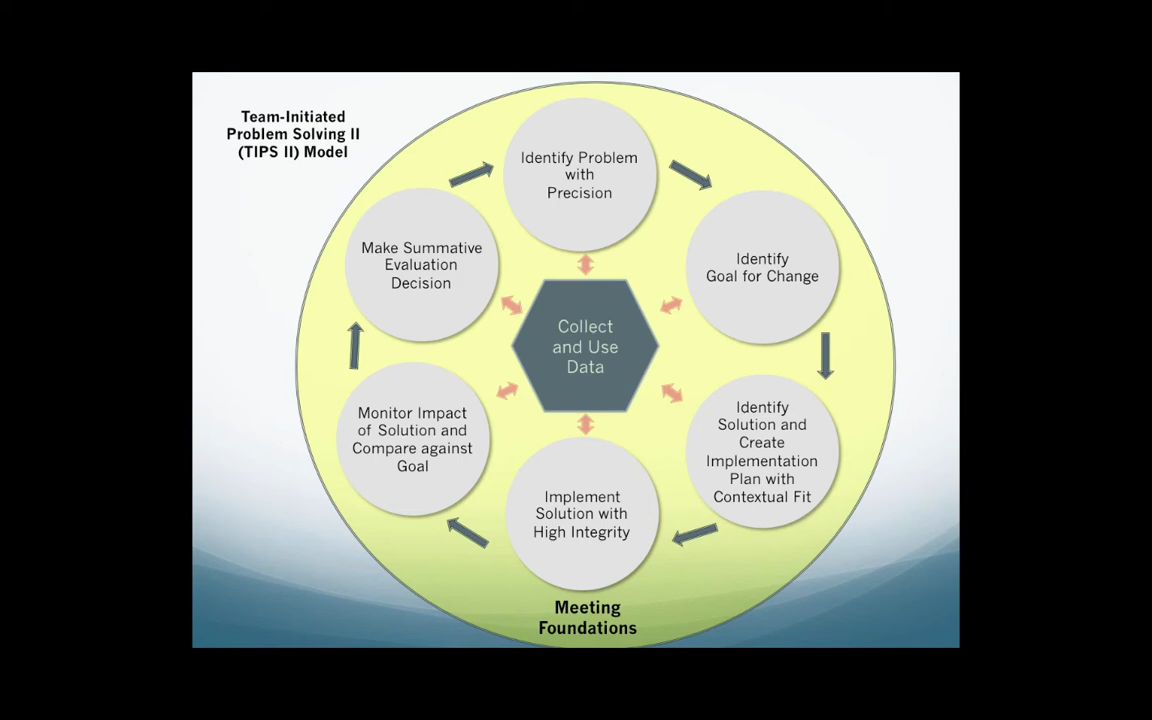 Team-Initiated
Problem Solving II
(TIPS II) Model
Identify Problem
with
Precision
Identify
Goal for Change
Identify
Solution and
Create
Implementation
Plan with
Contextual Fit
Implement
Solution with
High Integrity
Monitor Impact
of Solution and
Compare against
Goal
Make Summative
Evaluation
Decision
Collect
and Use
Data
Meeting
Foundations